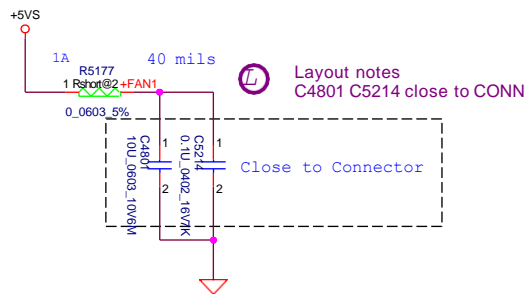 +5VS
1A
40 mils
R5177
1 Rshort@2 +FAN1
0_0603_5%
L
Layout notes
C4801 C5214 close to CONN
C4801
10U_0603_10V6M
1
2
C5214
0.1U_0402_16V7K
1
2
Close to Connector